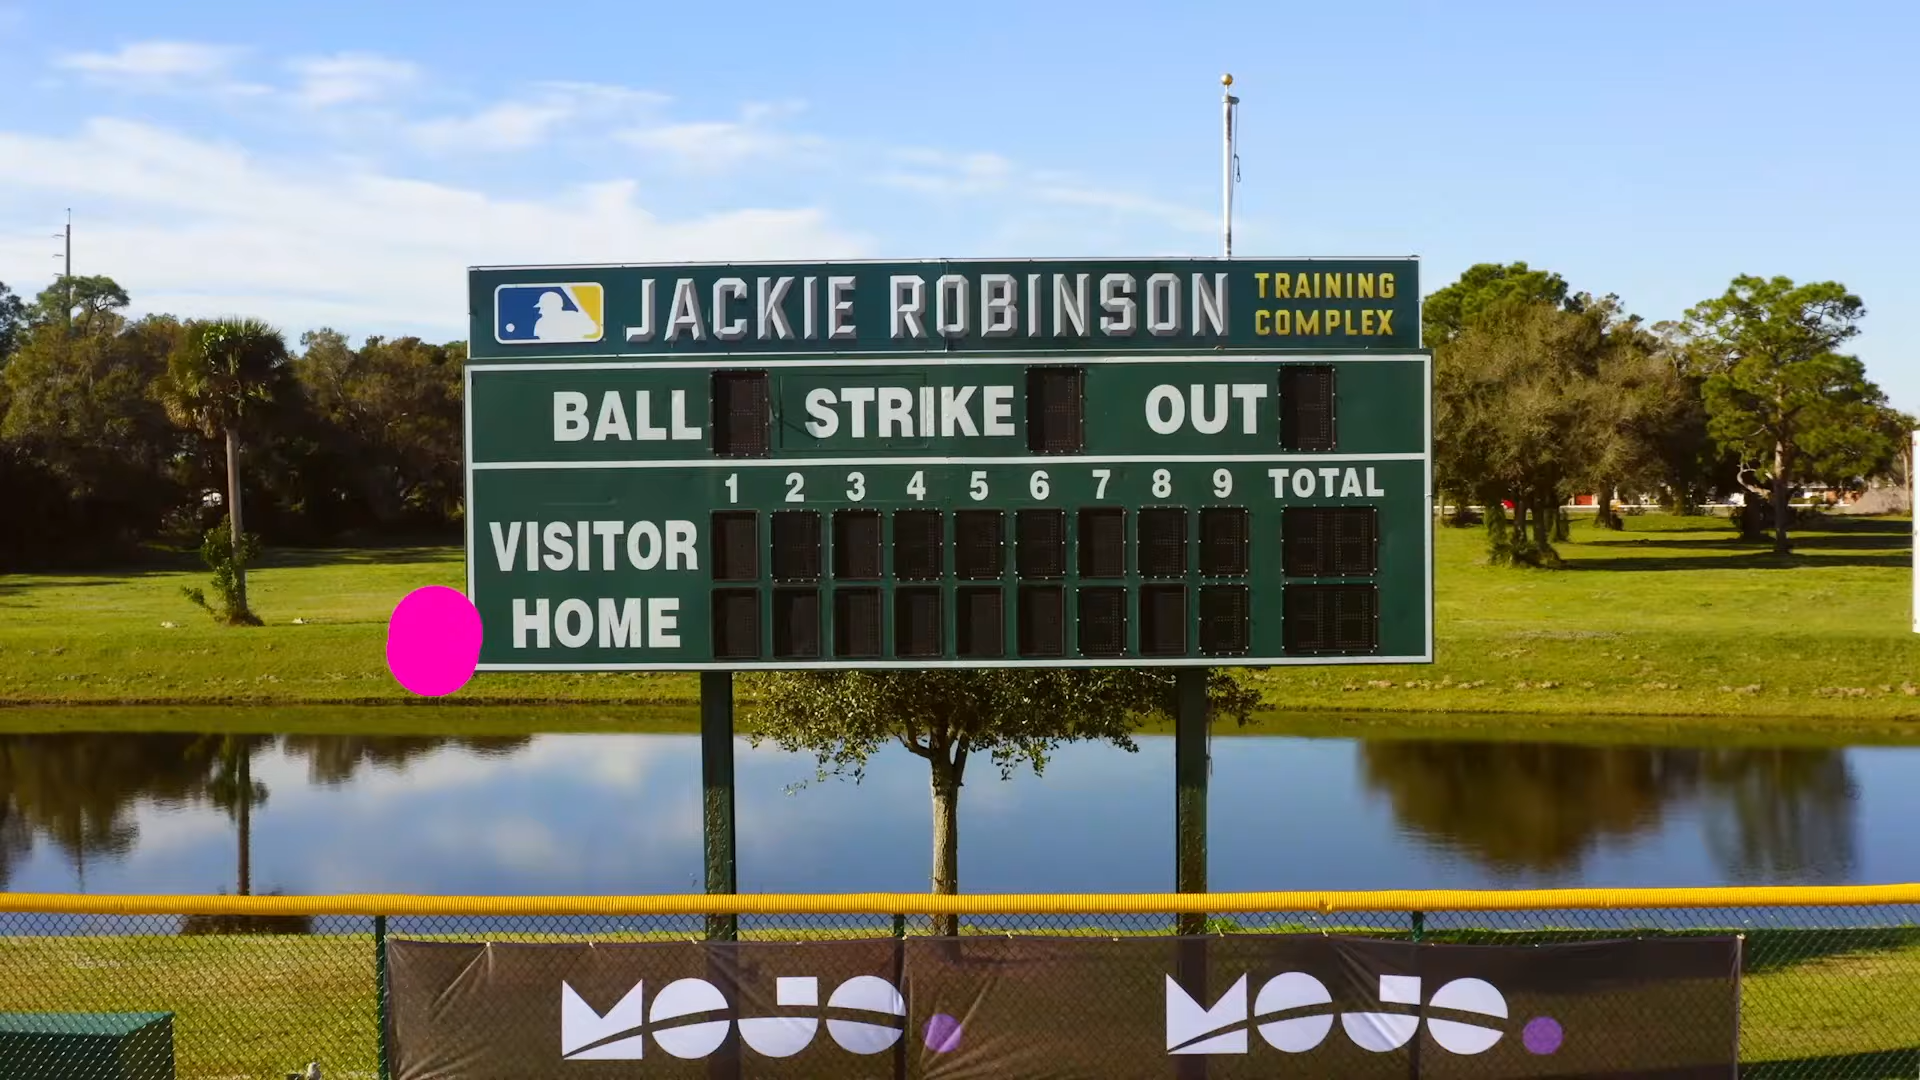 JACKIE ROBINSON TRAINING COMPLEX
BALL STRIKE OUT
1 2 3 4 5 6 7 8 9 TOTAL
VISITOR
HOME
MOJO. MOJO.